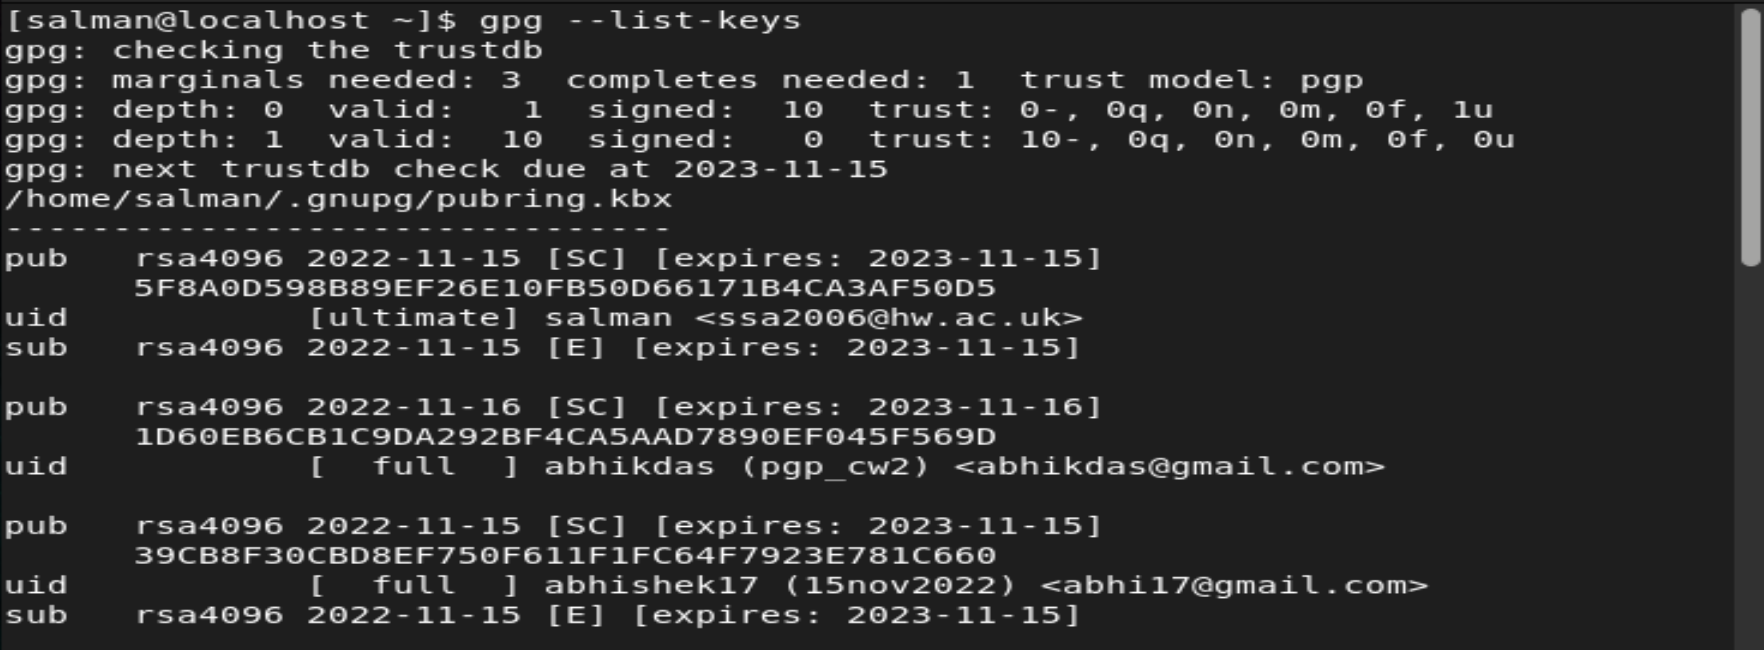 [salman@localhost ~]$ gpg --list-keys
gpg: checking the trustdb
gpg: marginals needed: 3  completes needed: 1  trust model: pgp
gpg: depth: 0  valid:   1  signed:  10  trust: 0-, 0q, 0n, 0m, 0f, 1u
gpg: depth: 1  valid:  10  signed:   0  trust: 10-, 0q, 0n, 0m, 0f, 0u
gpg: next trustdb check due at 2023-11-15
/home/salman/.gnupg/pubring.kbx
-------------------------------
pub   rsa4096 2022-11-15 [SC] [expires: 2023-11-15]
      5F8A0D598B89EF26E10FB50D66171B4CA3AF50D5
uid           [ultimate] salman <ssa2006@hw.ac.uk>
sub   rsa4096 2022-11-15 [E] [expires: 2023-11-15]

pub   rsa4096 2022-11-16 [SC] [expires: 2023-11-16]
      1D60EB6CB1C9DA292BF4CA5AAD7890EF045F569D
uid           [  full  ] abhikdas (pgp_cw2) <abhikdas@gmail.com>

pub   rsa4096 2022-11-15 [SC] [expires: 2023-11-15]
      39CB8F30CBD8EF750F611F1FC64F7923E781C660
uid           [  full  ] abhishek17 (15nov2022) <abhi17@gmail.com>
sub   rsa4096 2022-11-15 [E] [expires: 2023-11-15]